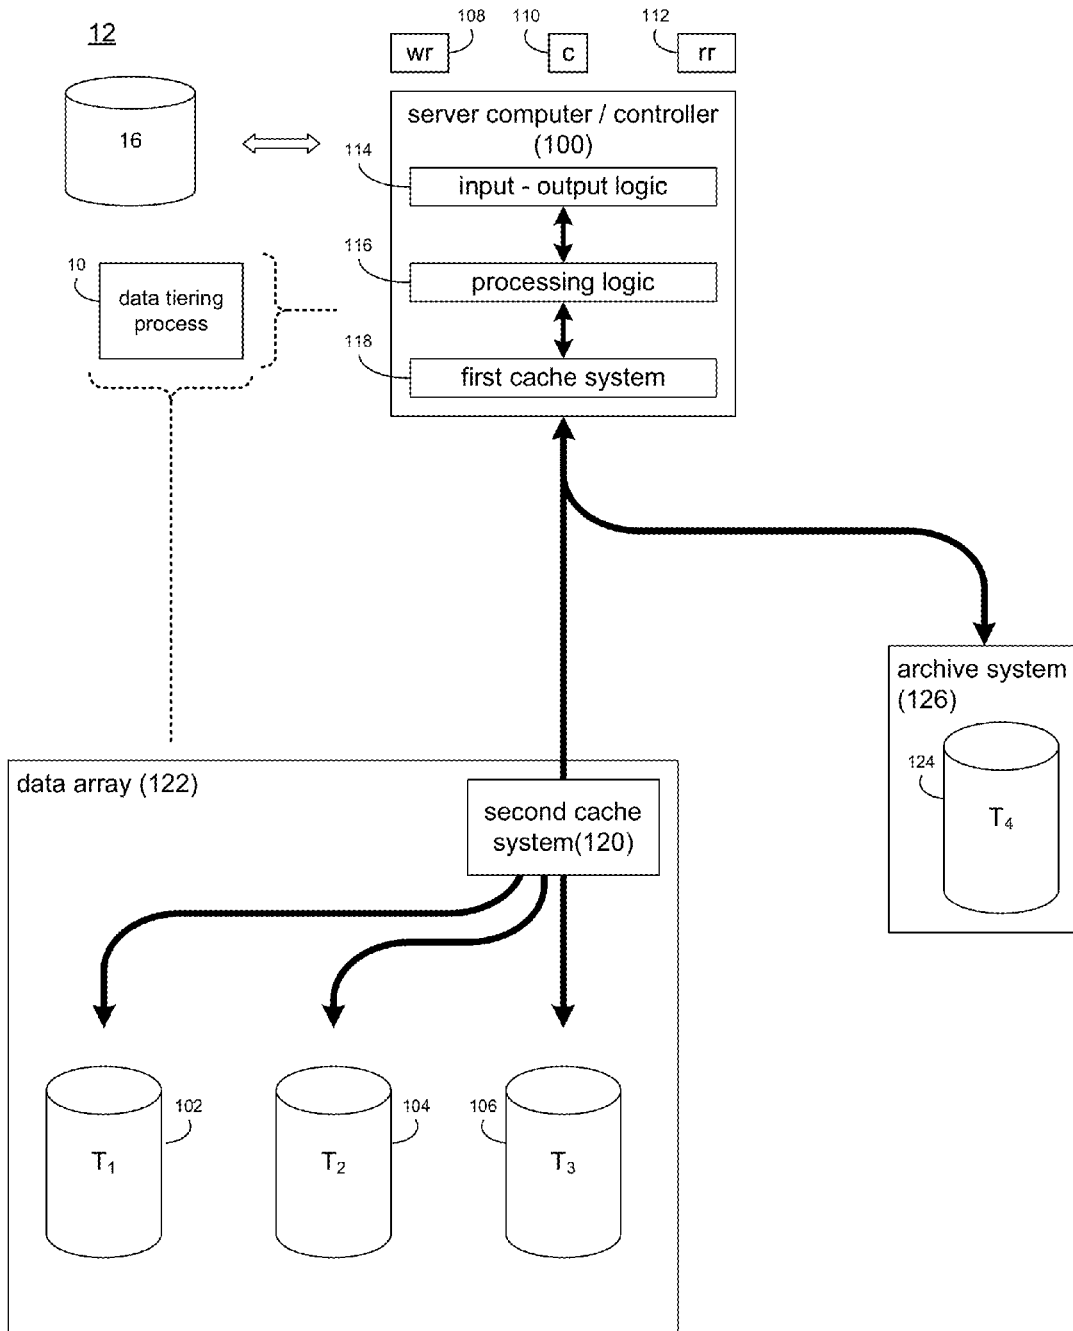 12
108
110
112
wr
c
rr
16
server computer / controller
(100)
114
input - output logic
116
processing logic
118
first cache system
10
data tiering
process
archive system
(126)
124
T4
data array (122)
second cache
system(120)
102
104
106
T1
T2
T3